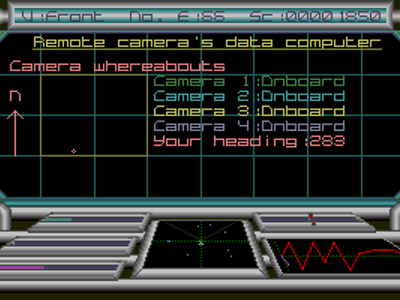 V:Front No. E:SS Sc:00001850
Remote camera's data computer
Camera whereabouts
Camera 1:Onboard
Camera 2:Onboard
N
Camera 3:Onboard
Camera 4:Onboard
Your heading:283